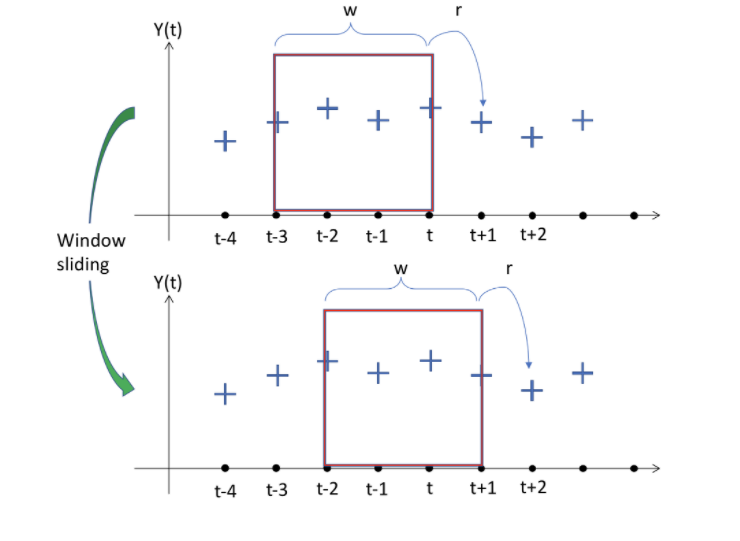 w r
Y(t)
t-4 t-3 t-2 t-1 t t+1 t+2
Window
sliding
w r
Y(t)
t-4 t-3 t-2 t-1 t t+1 t+2